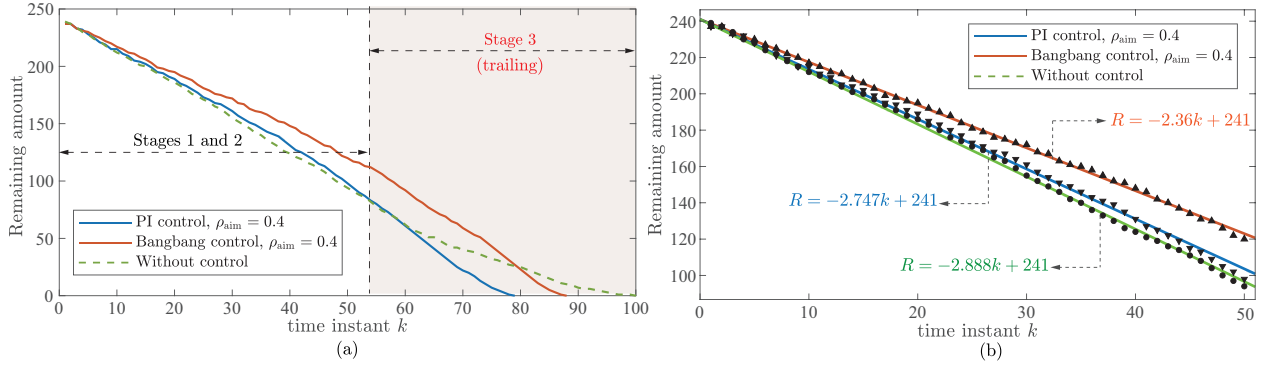 250
200
150
100
50
0
Remaining amount
0 10 20 30 40 50 60 70 80 90 100
time instant k
Stage 3
(trailing)
Stages 1 and 2
PI control, ρaim = 0.4
Bangbang control, ρaim = 0.4
Without control
(a)
240
220
200
180
160
140
120
100
Remaining amount
0 10 20 30 40 50
time instant k
PI control, ρaim = 0.4
Bangbang control, ρaim = 0.4
Without control
R = −2.36k + 241
R = −2.747k + 241
R = −2.888k + 241
(b)